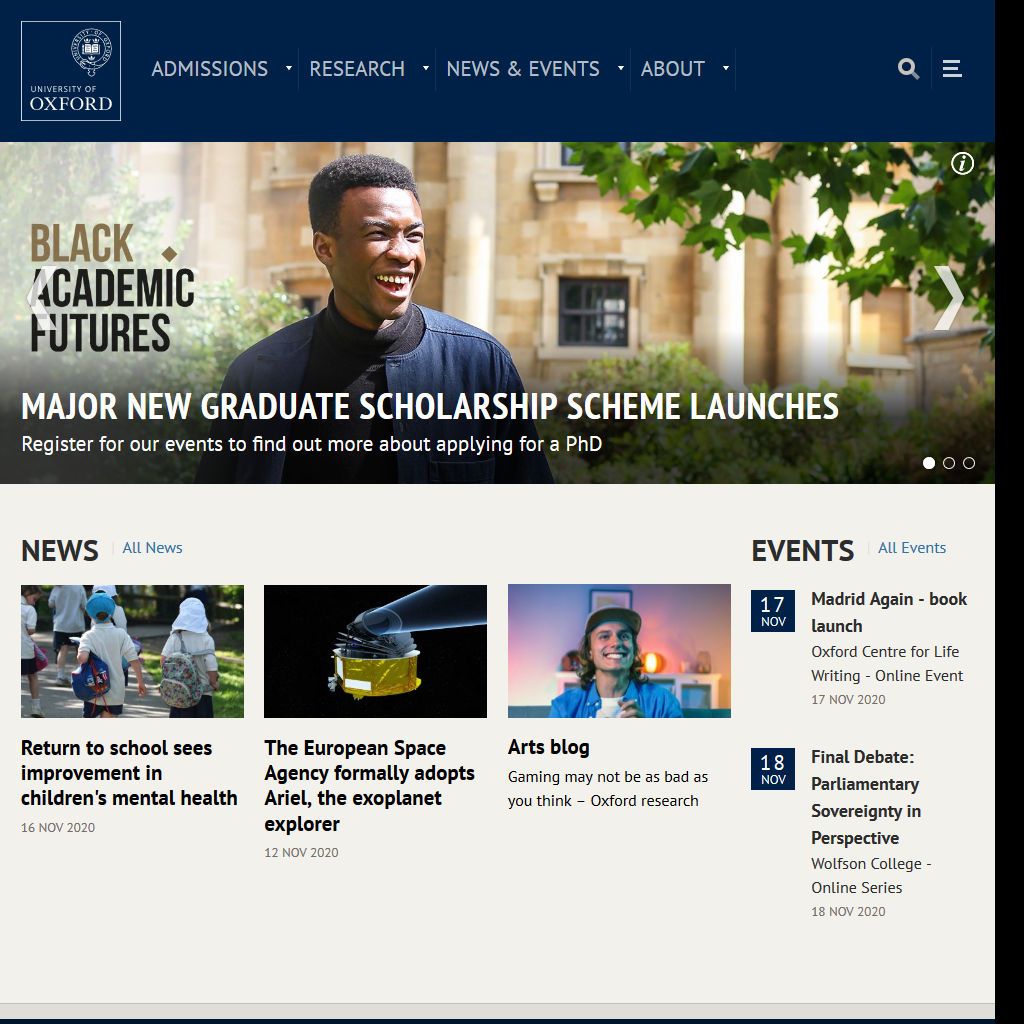 UNIVERSITY OF
OXFORD
ADMISSIONS
RESEARCH
NEWS & EVENTS
ABOUT
BLACK
ACADEMIC
FUTURES
MAJOR NEW GRADUATE SCHOLARSHIP SCHEME LAUNCHES
Register for our events to find out more about applying for a PhD
NEWS
All News
Return to school sees
improvement in
children's mental health
16 NOV 2020
The European Space
Agency formally adopts
Ariel, the exoplanet
explorer
12 NOV 2020
Arts blog
Gaming may not be as bad as
you think – Oxford research
EVENTS
All Events
17
NOV
Madrid Again - book
launch
Oxford Centre for Life
Writing - Online Event
17 NOV 2020
18
NOV
Final Debate:
Parliamentary
Sovereignty in
Perspective
Wolfson College -
Online Series
18 NOV 2020